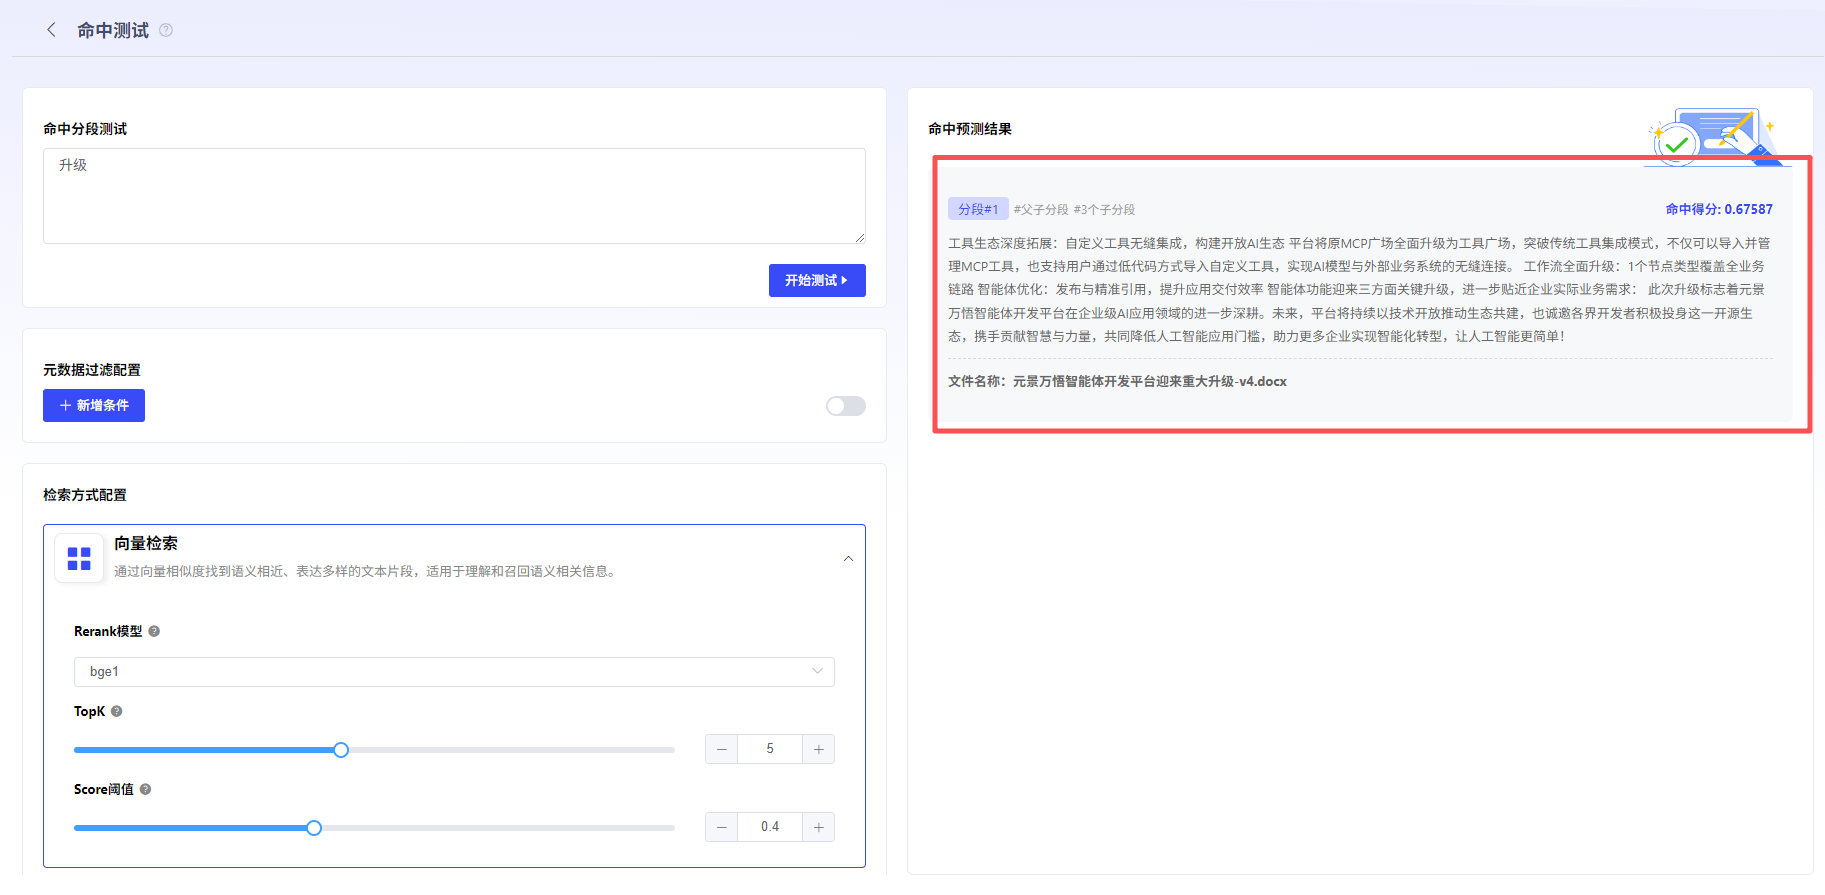 命中测试
命中分段测试
升级
开始测试
元数据过滤配置
+ 新增条件
检索方式配置
向量检索
通过向量相似度找到语义相近、表达多样的文本片段，适用于理解和召回语义相关信息。
Rerank模型
bge1
TopK
5
Score阈值
0.4
命中预测结果
分段#1 #父子分段 #3个子分段 命中得分: 0.67587
工具生态深度拓展：自定义工具无缝集成，构建开放AI生态 平台将原MCP广场全面升级为工具广场，突破传统工具集成模式，不仅可以导入并管
理MCP工具，也支持用户通过低代码方式导入自定义工具，实现AI模型与外部业务系统的无缝连接。 工作流全面升级：1个节点类型覆盖全业务
链路 智能体优化：发布与精准引用，提升应用交付效率 智能体功能迎来三方面关键升级，进一步贴近企业实际业务需求： 此次升级标志着元景
万悟智能体开发平台在企业级AI应用领域的进一步深耕。未来，平台将持续以技术开放推动生态共建，也诚邀各界开发者积极投身这一开源生
态，携手贡献智慧与力量，共同降低人工智能应用门槛，助力更多企业实现智能化转型，让人工智能更简单！
文件名称：元景万悟智能体开发平台迎来重大升级-v4.docx